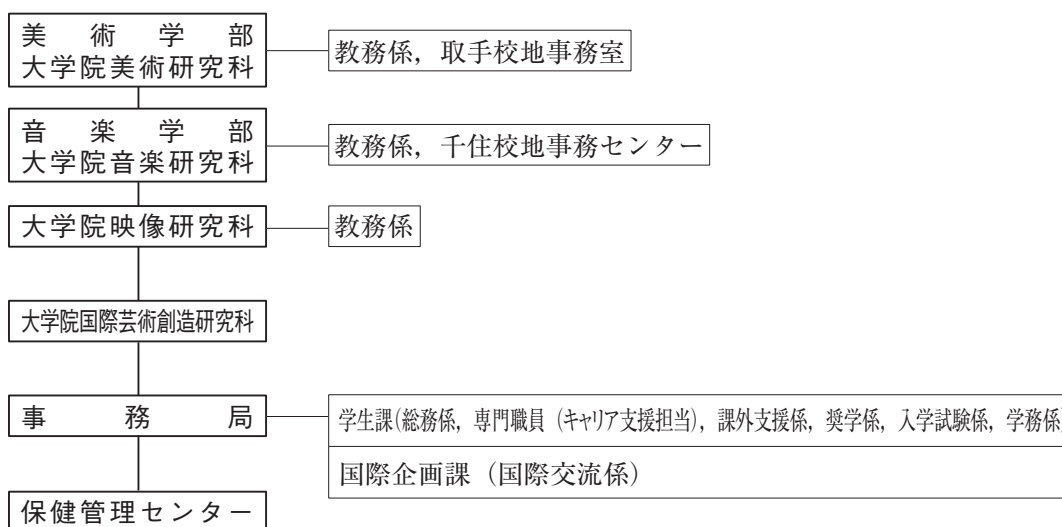 美術学部
大学院美術研究科
教務係，取手校地事務室
音楽学部
大学院音楽研究科
教務係，千住校地事務センター
大学院映像研究科
教務係
大学院国際芸術創造研究科
事務局
学生課(総務係，専門職員（キャリア支援担当），課外支援係，奨学係，入学試験係，学務係
国際企画課（国際交流係）
保健管理センター